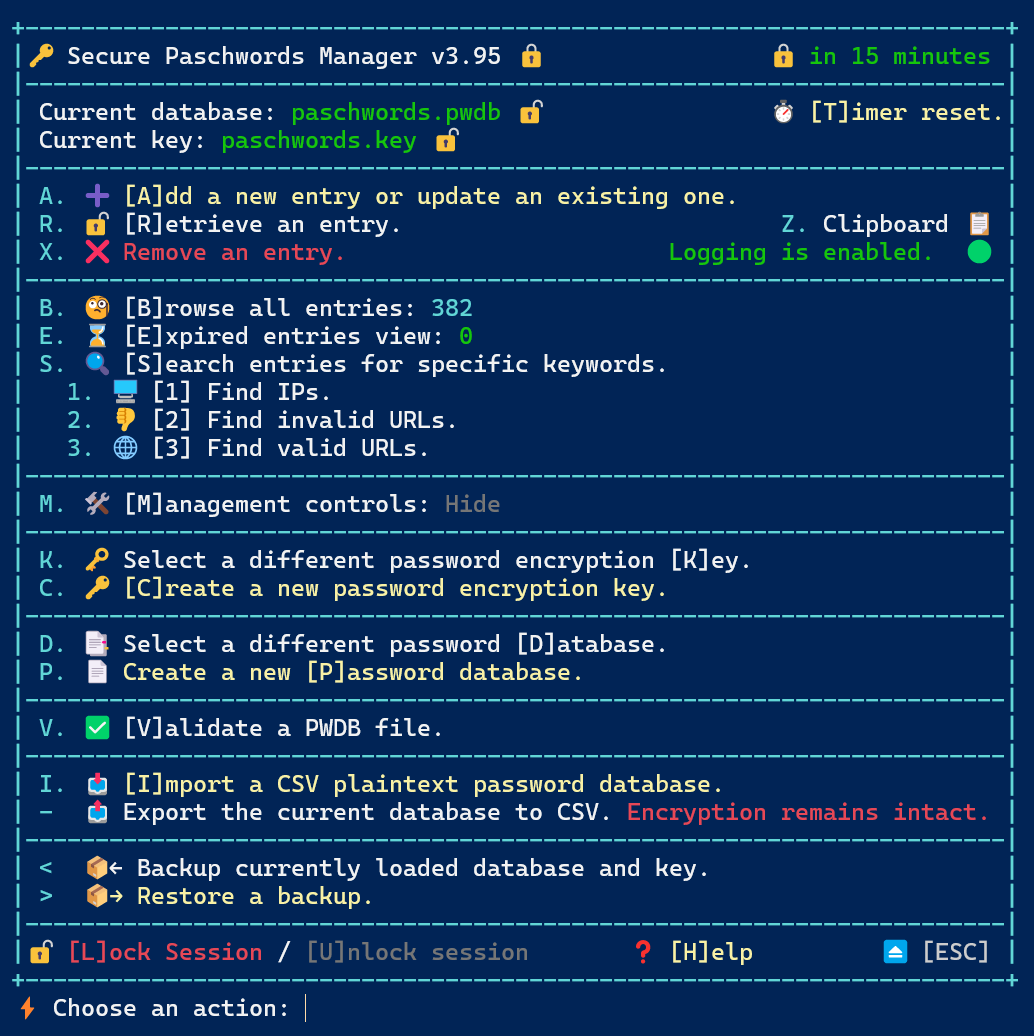 Secure Paschwords Manager v3.95 in 15 minutes
Current database: paschwords.pwdb [T]imer reset.
Current key: paschwords.key
A. [A]dd a new entry or update an existing one.
R. [R]etrieve an entry. Z. Clipboard
X. Remove an entry. Logging is enabled.
B. [B]rowse all entries: 382
E. [E]xpired entries view: 0
S. [S]earch entries for specific keywords.
1. [1] Find IPs.
2. [2] Find invalid URLs.
3. [3] Find valid URLs.
M. [M]anagement controls: Hide
K. Select a different password encryption [K]ey.
C. [C]reate a new password encryption key.
D. Select a different password [D]atabase.
P. Create a new [P]assword database.
V. [V]alidate a PWDB file.
I. [I]mport a CSV plaintext password database.
- Export the current database to CSV. Encryption remains intact.
< Backup currently loaded database and key.
> Restore a backup.
[L]ock Session / [U]nlock session [H]elp [ESC]
Choose an action: